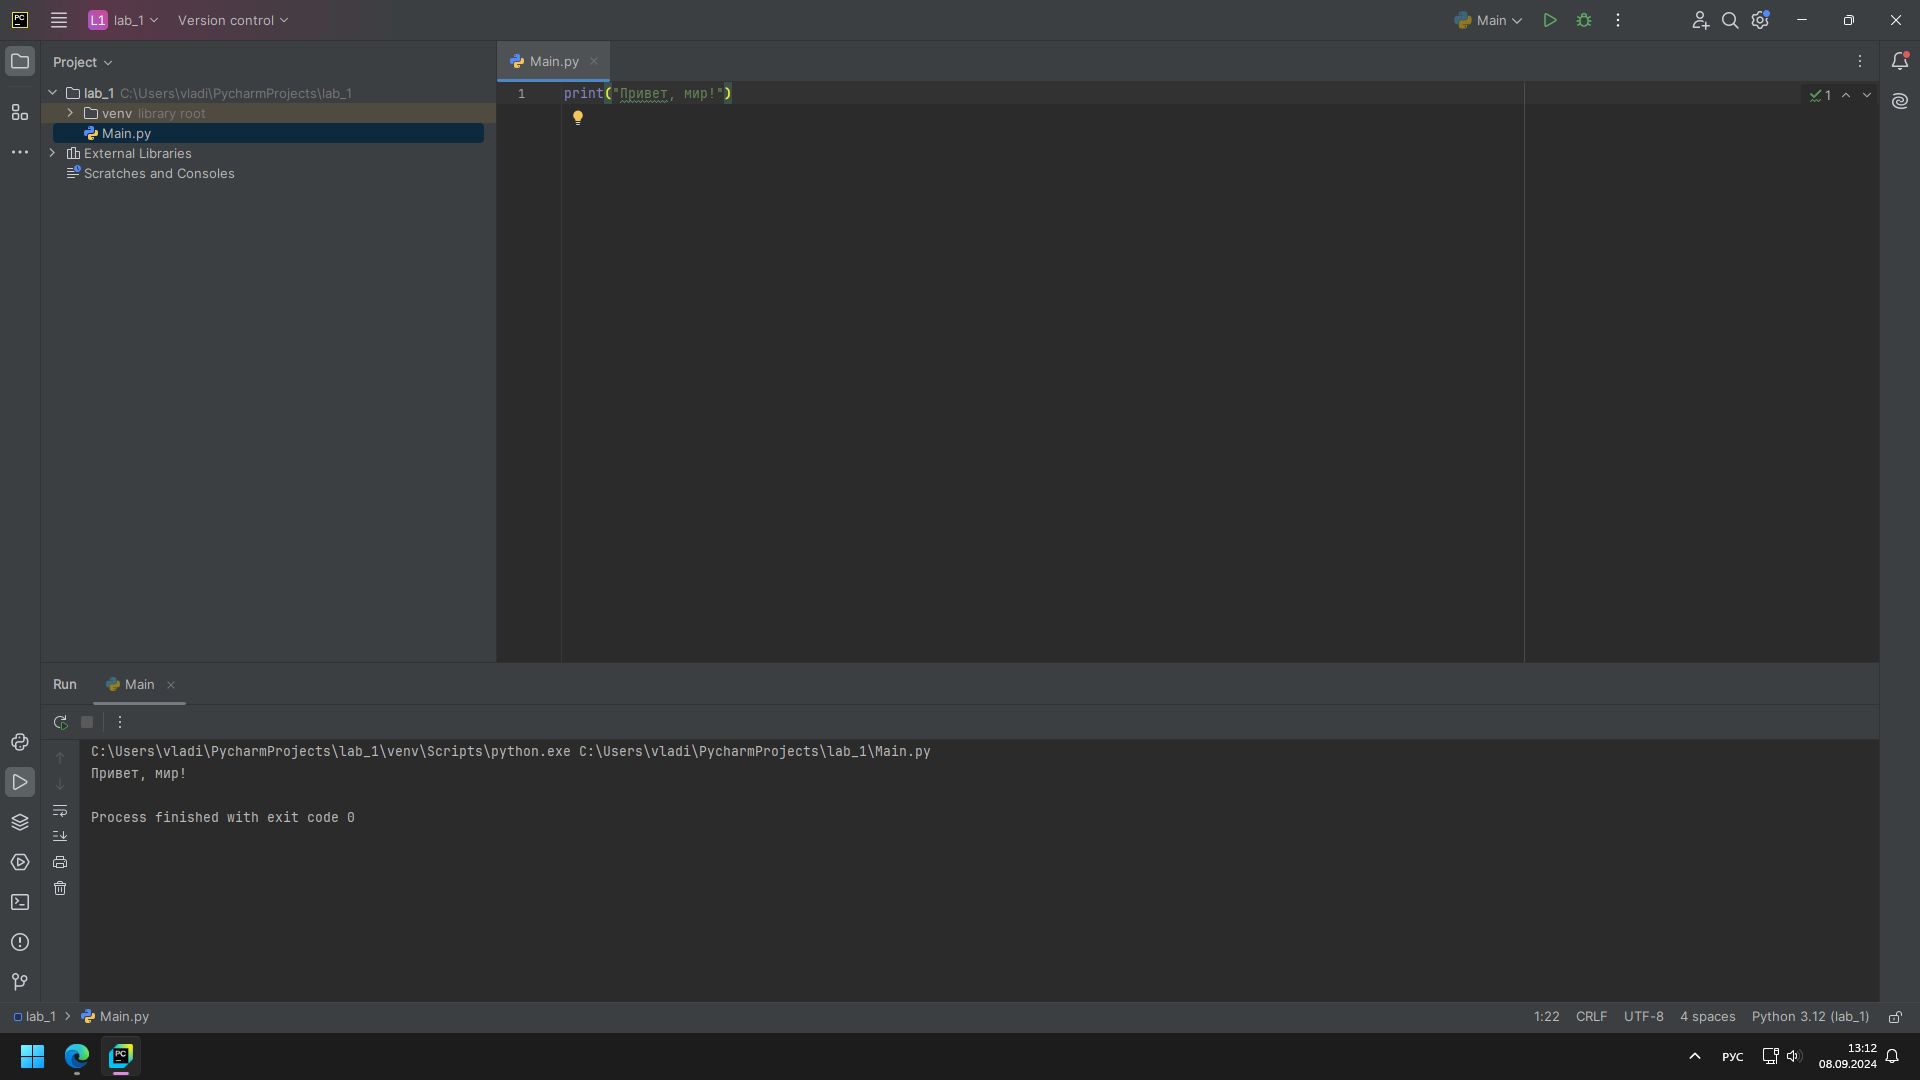 PC
L1 lab_1
Version control
Main
Project
Main.py
lab_1 C:\Users\vladi\PycharmProjects\lab_1
venv library root
Main.py
External Libraries
Scratches and Consoles
1 print("Привет, мир!")
1
Run
Main
C:\Users\vladi\PycharmProjects\lab_1\venv\Scripts\python.exe C:\Users\vladi\PycharmProjects\lab_1\Main.py
Привет, мир!
Process finished with exit code 0
lab_1
Main.py
1:22 CRLF UTF-8 4 spaces Python 3.12 (lab_1)
PC
РУС
13:12
08.09.2024